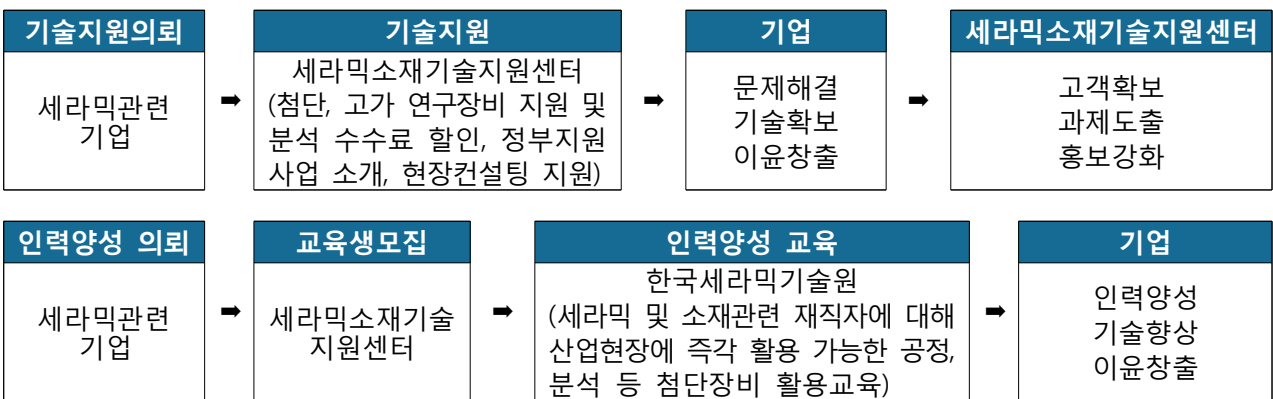 기술지원의뢰
세라믹관련
기업
➡
기술지원
세라믹소재기술지원센터
(첨단, 고가 연구장비 지원 및
분석 수수료 할인, 정부지원
사업 소개, 현장컨설팅 지원)
➡
기업
문제해결
기술확보
이윤창출
➡
세라믹소재기술지원센터
고객확보
과제도출
홍보강화
인력양성 의뢰
세라믹관련
기업
➡
교육생모집
세라믹소재기술
지원센터
➡
인력양성 교육
한국세라믹기술원
(세라믹 및 소재관련 재직자에 대해
산업현장에 즉각 활용 가능한 공정,
분석 등 첨단장비 활용교육)
➡
기업
인력양성
기술향상
이윤창출